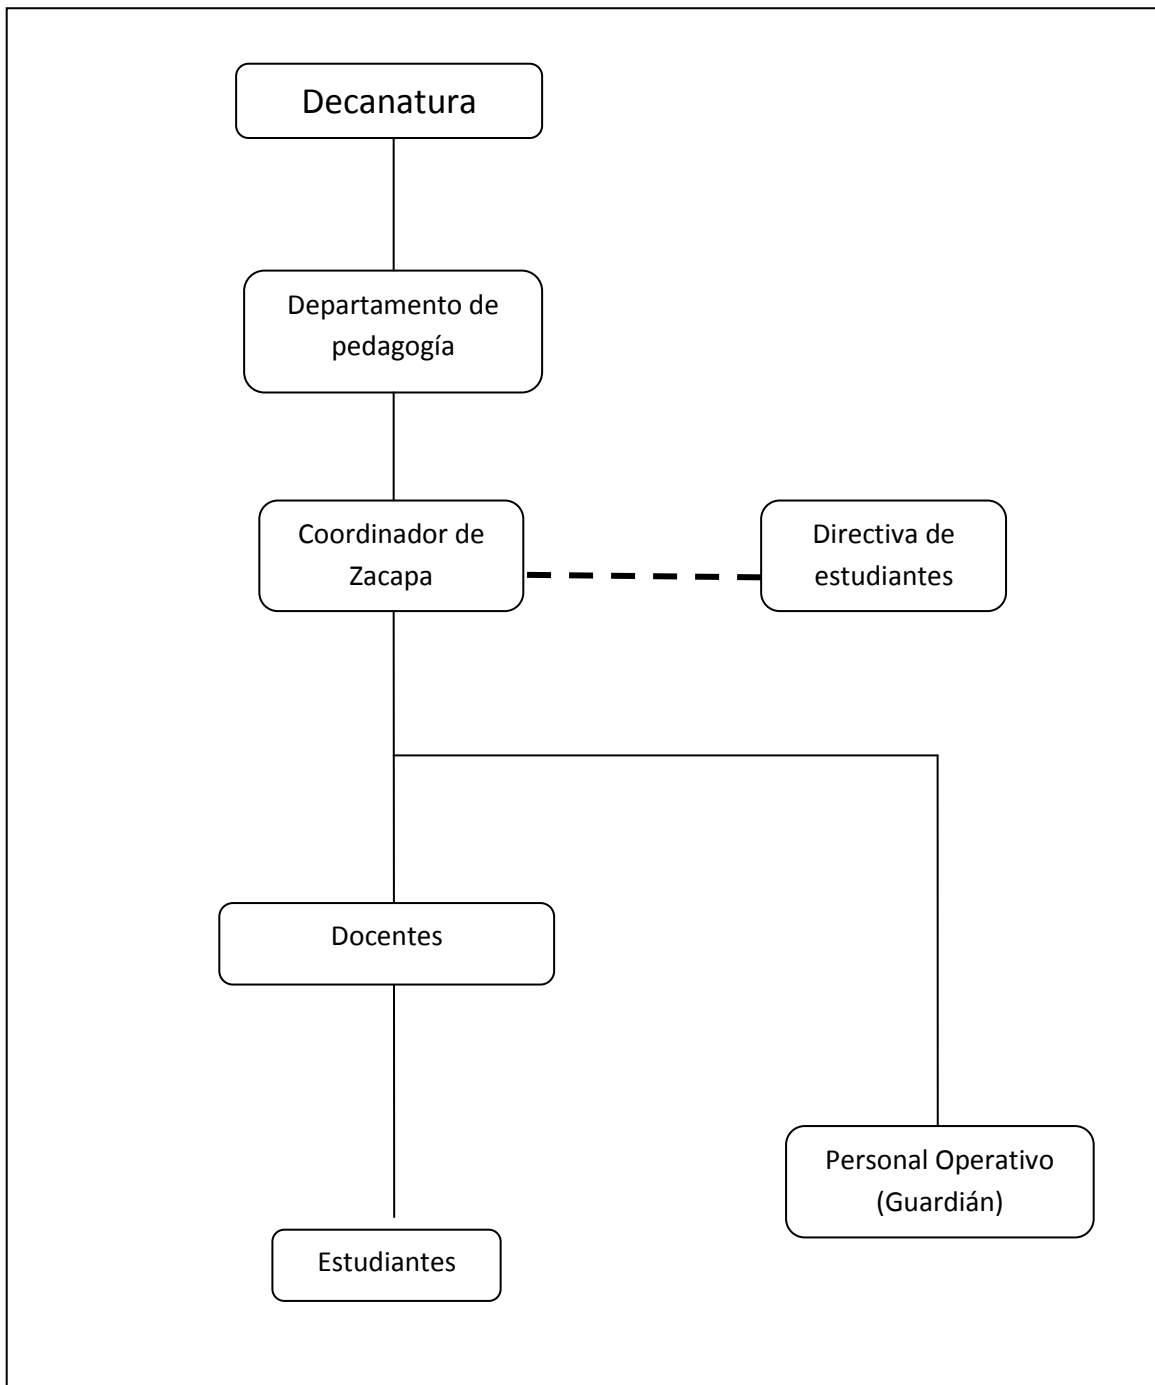 Decanatura
Departamento de
pedagogía
Coordinador de
Zacapa
Directiva de
estudiantes
Docentes
Personal Operativo
(Guardián)
Estudiantes